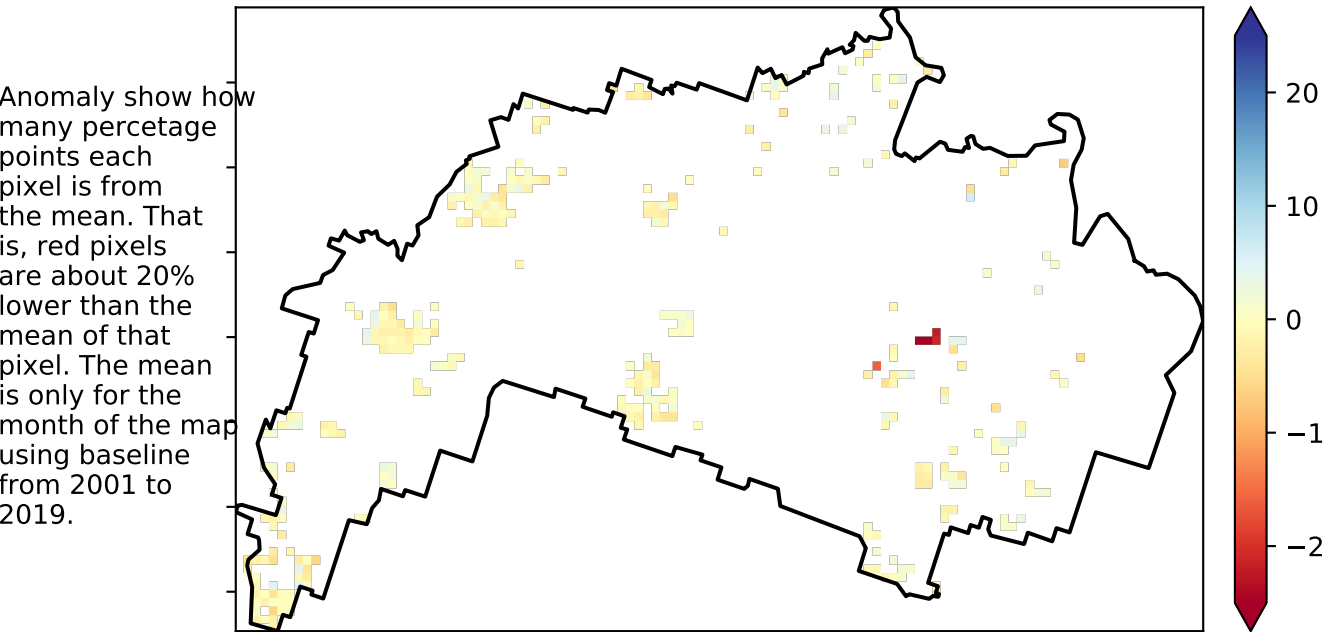 Anomaly show how
many percetage
points each
pixel is from
the mean. That
is, red pixels
are about 20%
lower than the
mean of that
pixel. The mean
is only for the
month of the map
using baseline
from 2001 to
2019.
20
10
0
−1
−2